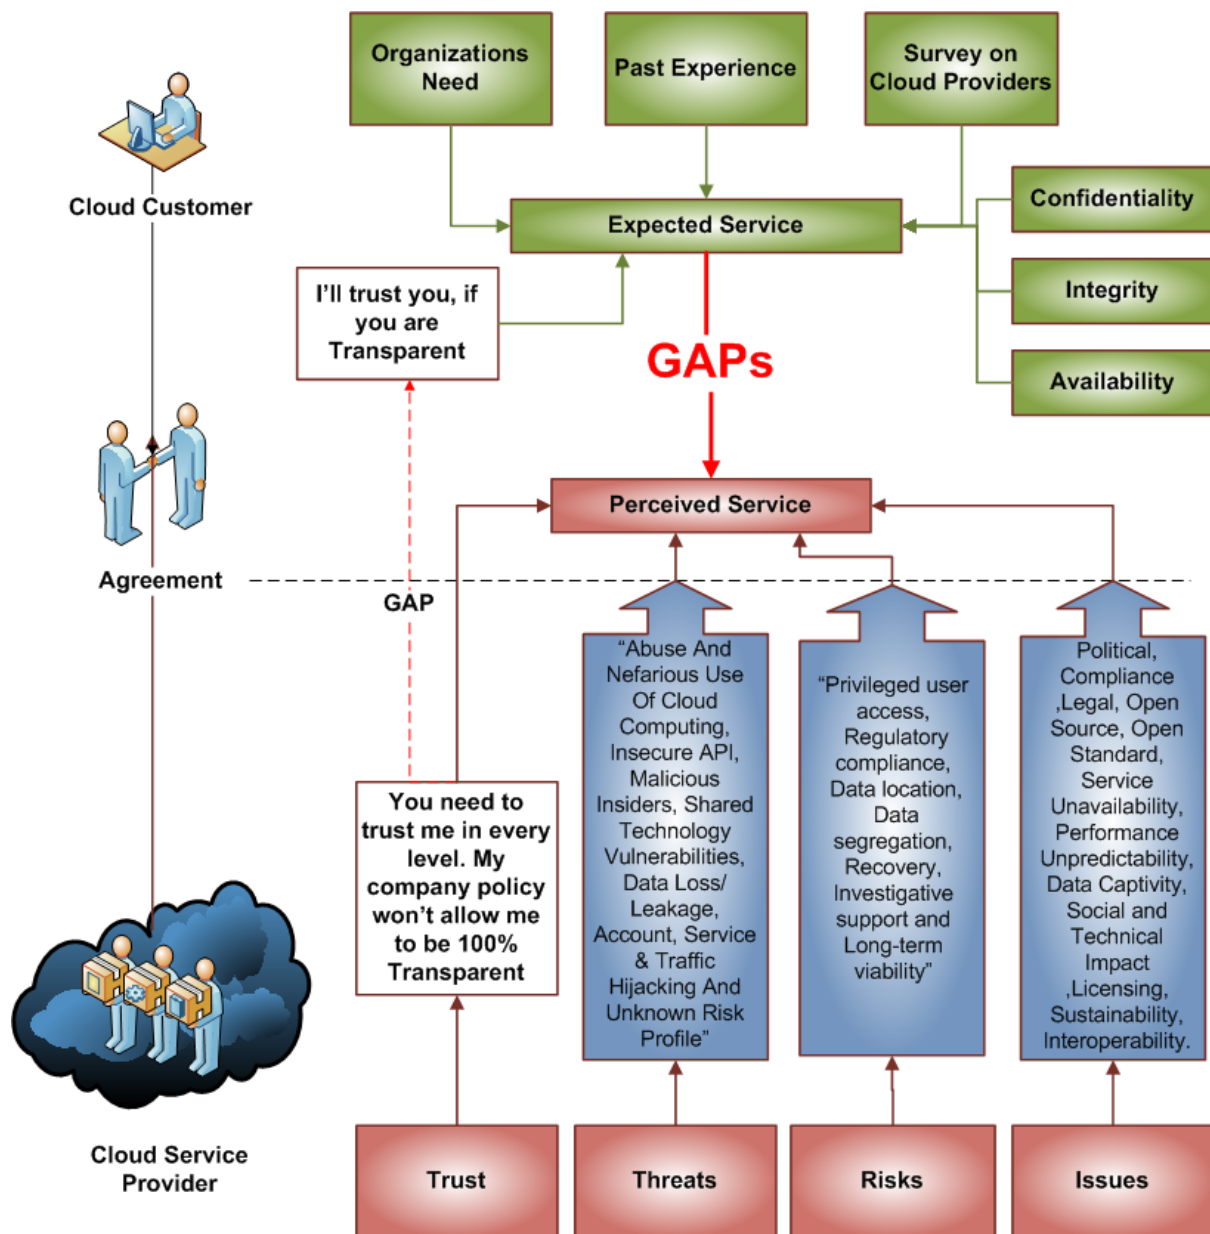 Organizations
Need
Past Experience
Survey on
Cloud Providers
Cloud Customer
Confidentiality
Expected Service
Integrity
I'll trust you, if
you are
Transparent
GAPs
Availability
Perceived Service
Agreement
GAP
You need to
trust me in every
level. My
company policy
won't allow me
to be 100%
Transparent
“Abuse And
Nefarious Use
Of Cloud
Computing,
Insecure API,
Malicious
Insiders, Shared
Technology
Vulnerabilities,
Data Loss/
Leakage,
Account, Service
& Traffic
Hijacking And
Unknown Risk
Profile”
“Privileged user
access,
Regulatory
compliance,
Data location,
Data
segregation,
Recovery,
Investigative
support and
Long-term
viability”
Political,
Compliance
,Legal, Open
Source, Open
Standard,
Service
Unavailability,
Performance
Unpredictability,
Data Captivity,
Social and
Technical
Impact
,Licensing,
Sustainability,
Interoperability.
Cloud Service
Provider
Trust
Threats
Risks
Issues